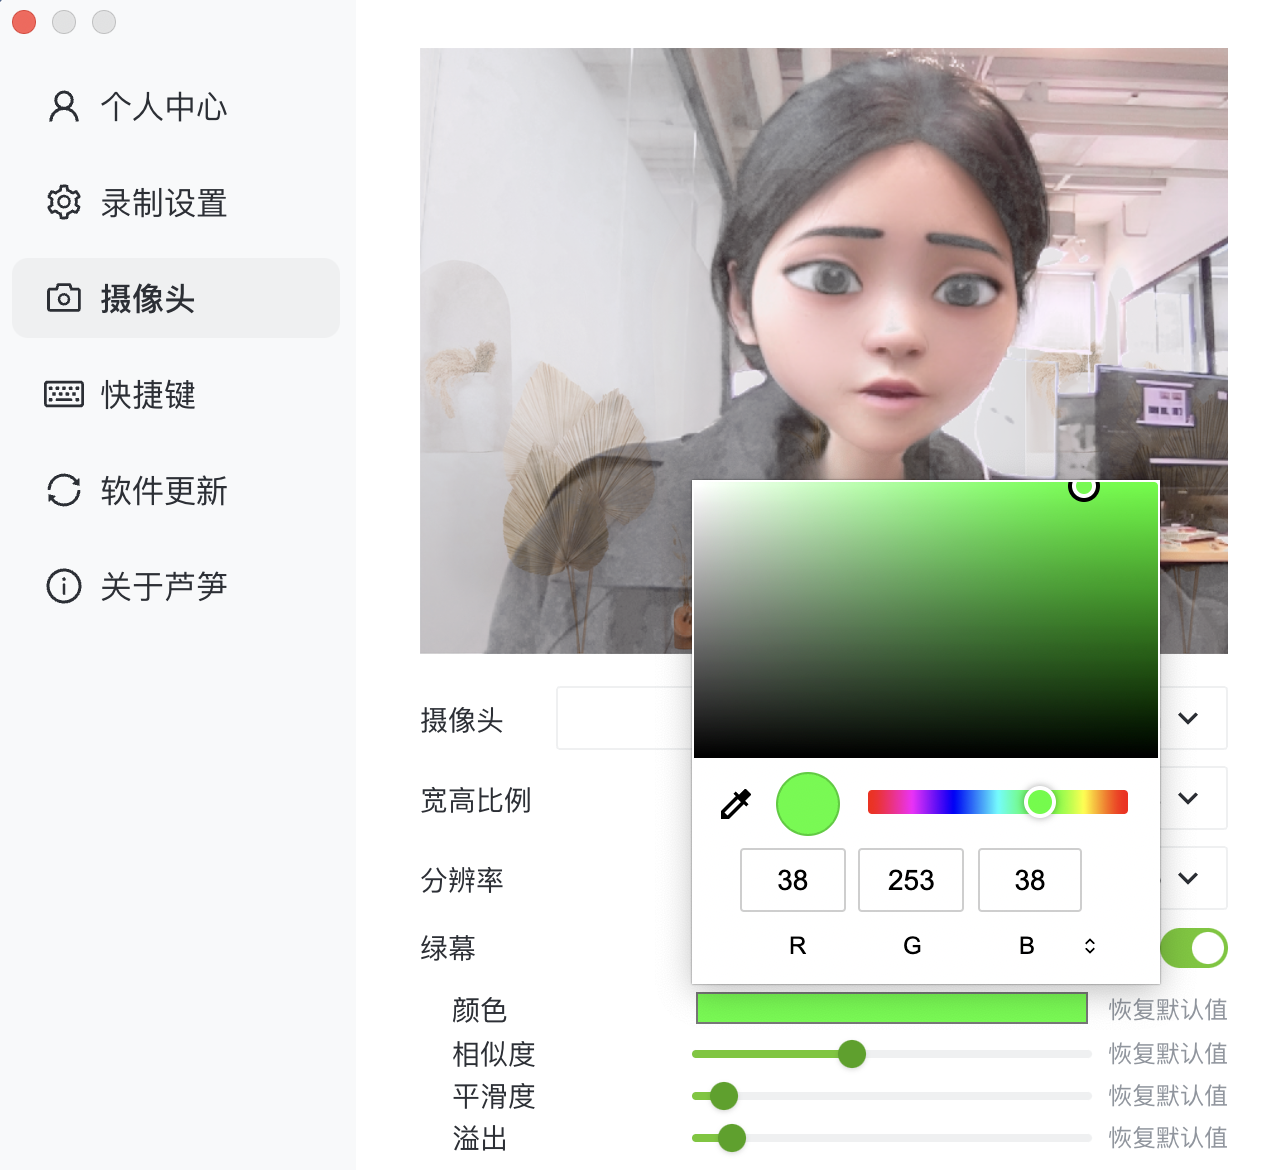 个人中心
录制设置
摄像头
快捷键
软件更新
关于芦笋
摄像头
宽高比例
分辨率
38 253 38
R G B
绿幕
颜色 恢复默认值
相似度 恢复默认值
平滑度 恢复默认值
溢出 恢复默认值